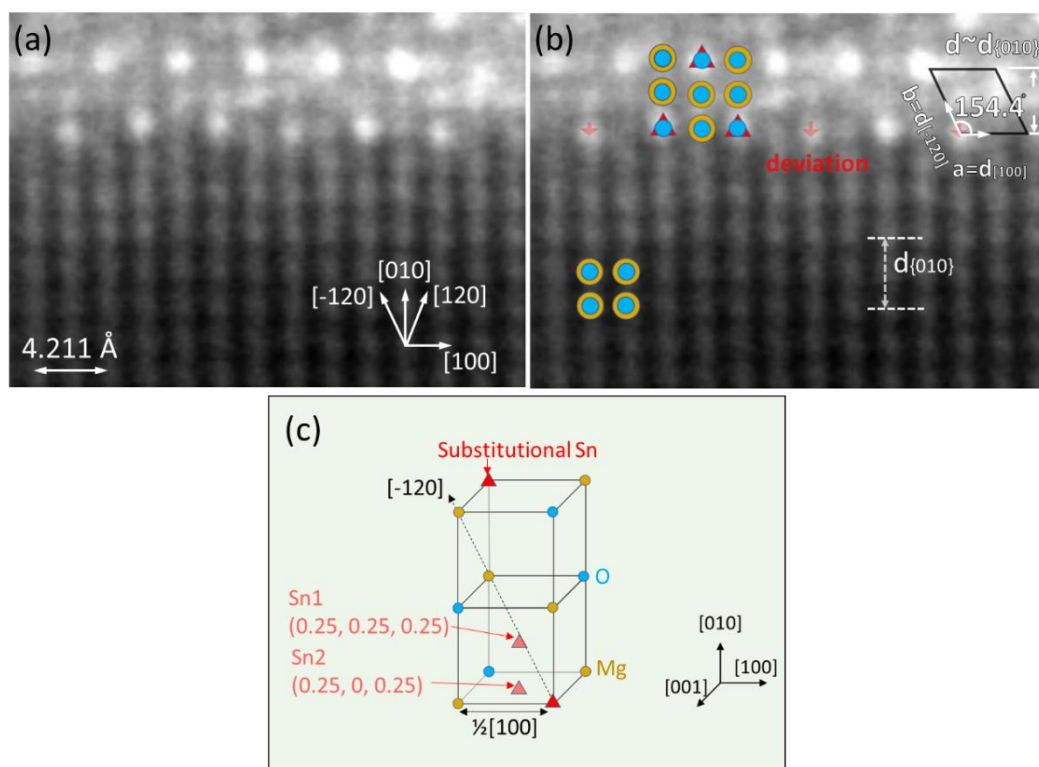 (a)
[010]
[-120]
[120]
[100]
4.211 Å
(b)
d~d{010}
154.4°
b=d[-120]
a=d[100]
deviation
d{010}
(c)
Substitutional Sn
[-120]
O
Sn1
(0.25, 0.25, 0.25)
Sn2
(0.25, 0, 0.25)
Mg
½[100]
[010]
[100]
[001]